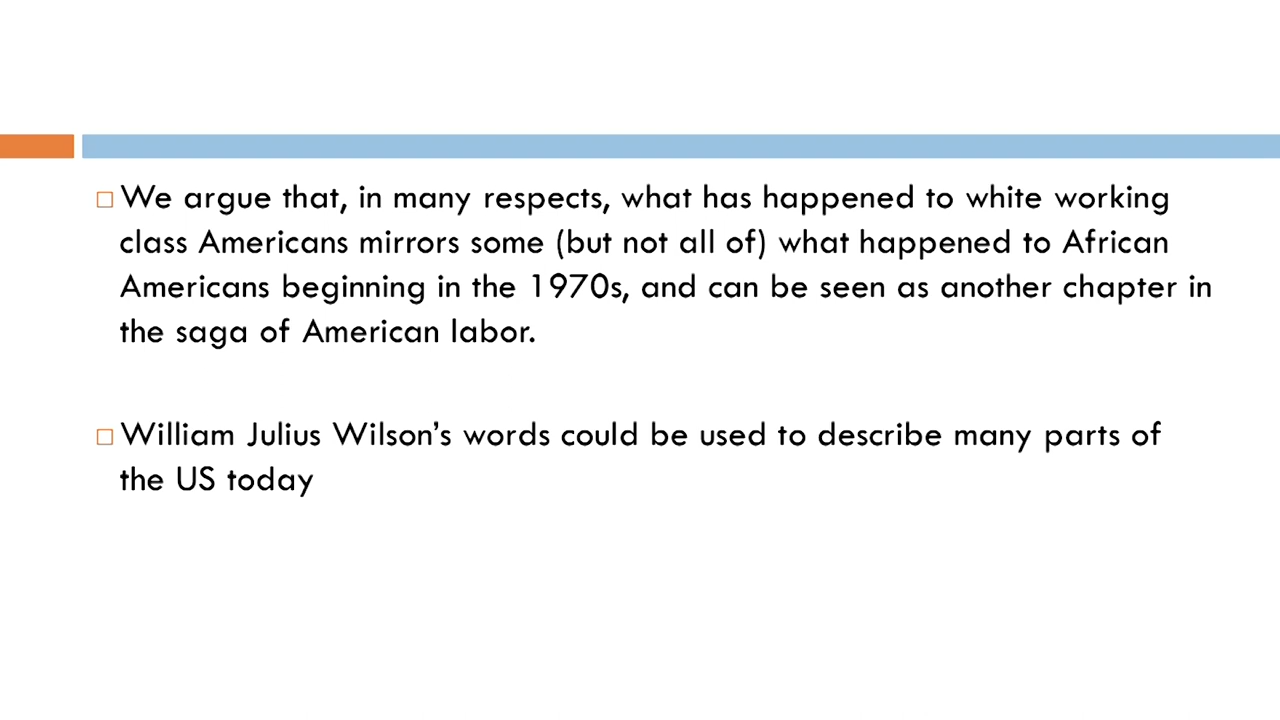 We argue that, in many respects, what has happened to white working
class Americans mirrors some (but not all of) what happened to African
Americans beginning in the 1970s, and can be seen as another chapter in
the saga of American labor.
William Julius Wilson’s words could be used to describe many parts of
the US today